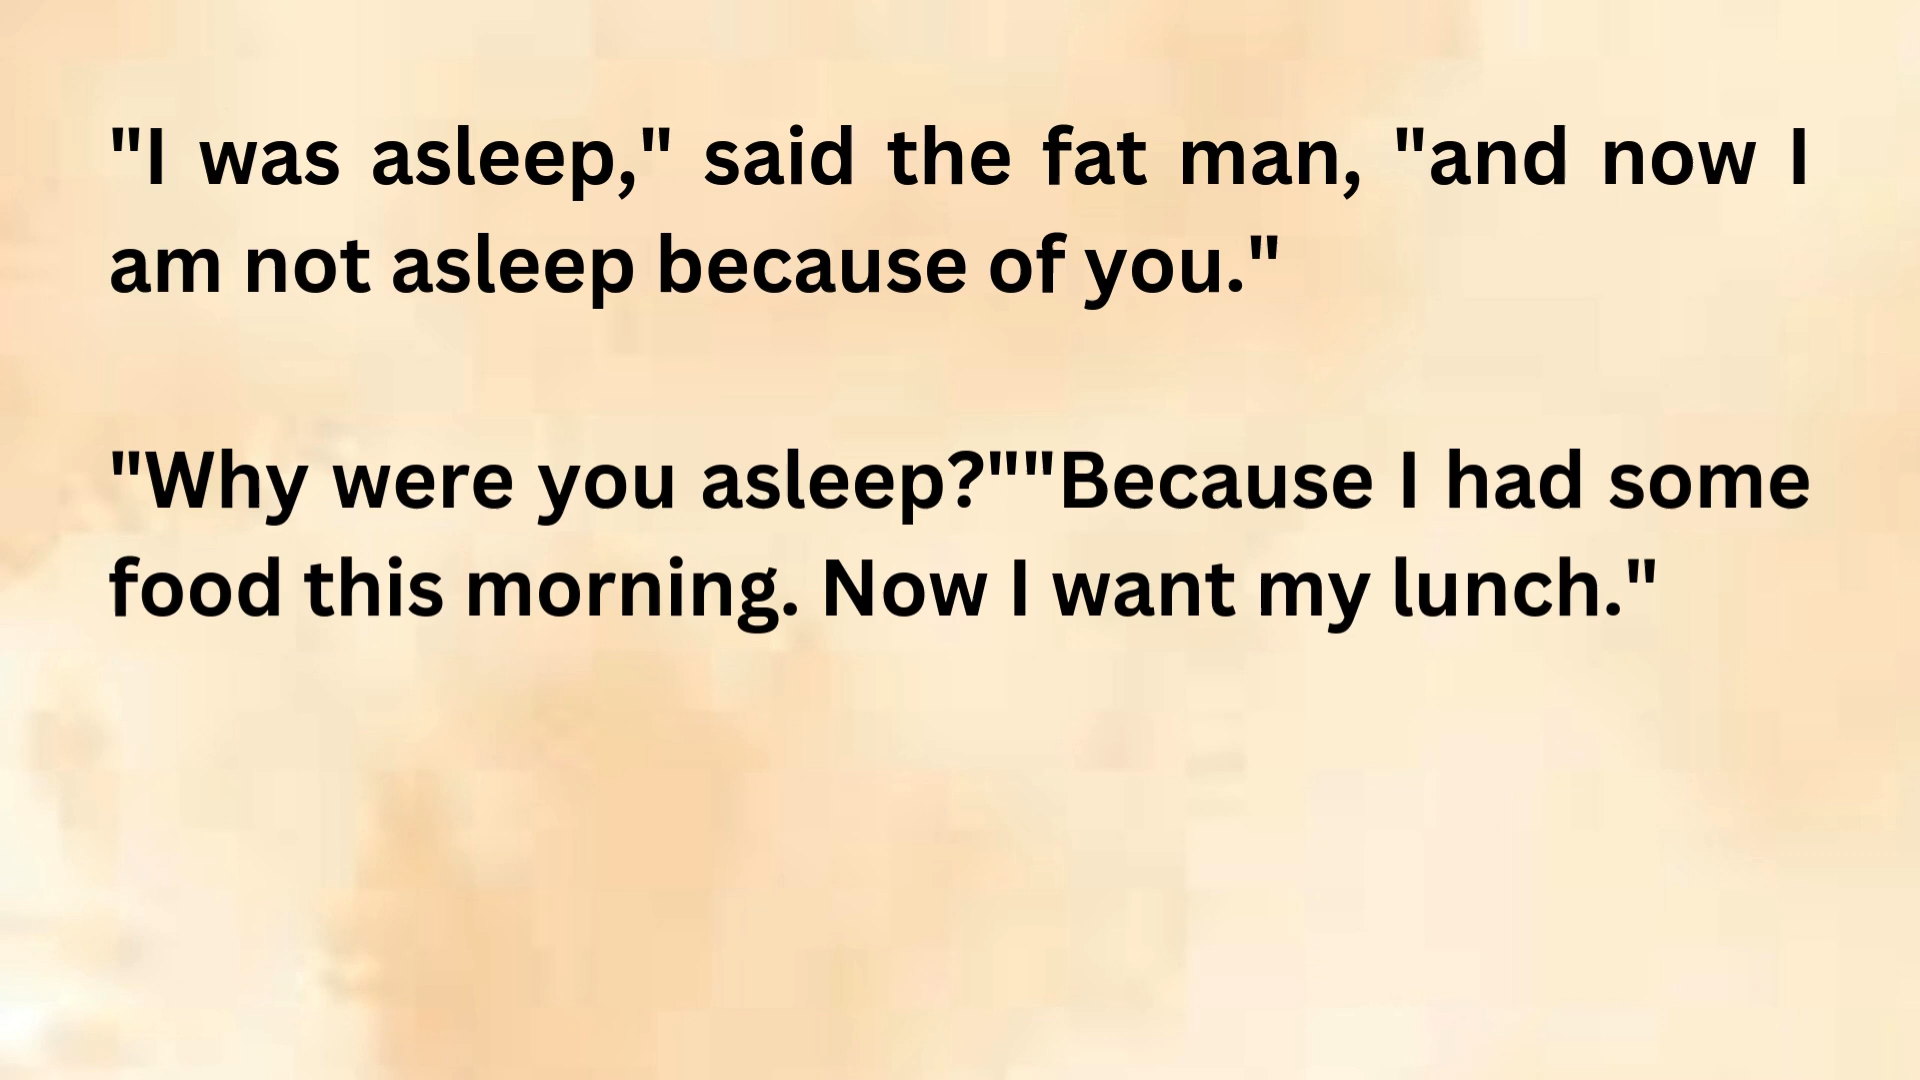 "I was asleep," said the fat man, "and now I
am not asleep because of you."
"Why were you asleep?""Because I had some
food this morning. Now I want my lunch."